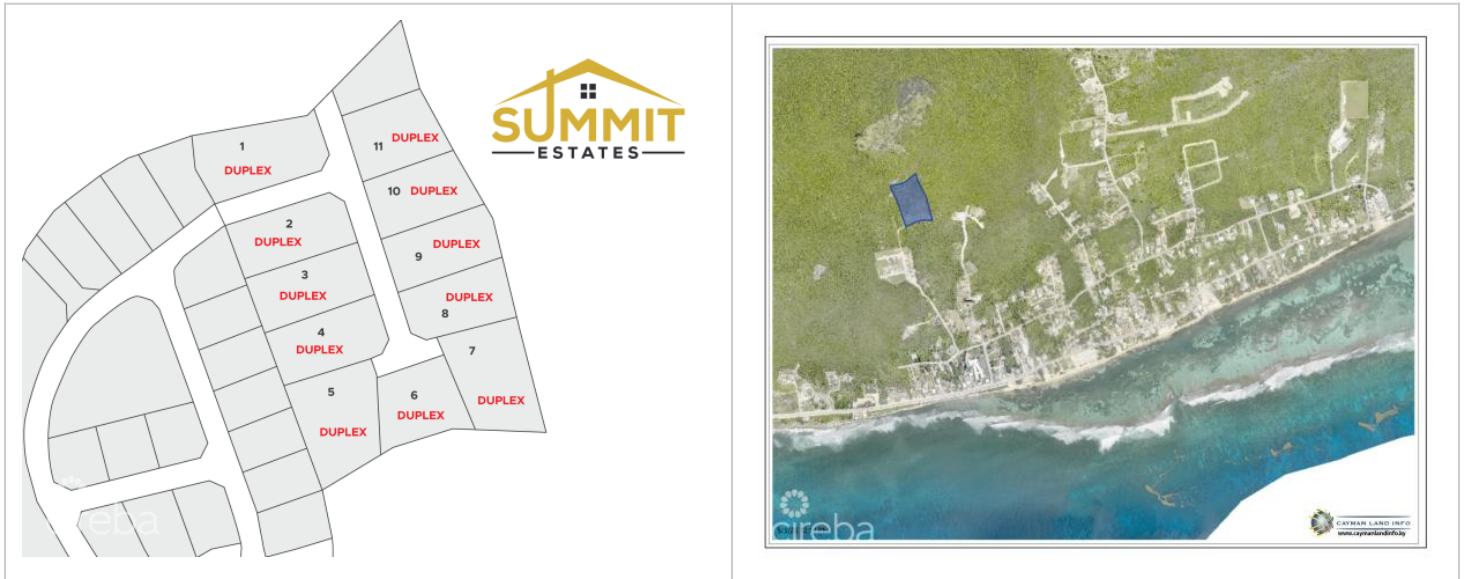 SUMMIT
ESTATES
1
DUPLEX
2
DUPLEX
3
DUPLEX
4
DUPLEX
5
DUPLEX
6
DUPLEX
7
DUPLEX
8
DUPLEX
9
DUPLEX
10 DUPLEX
11 DUPLEX
cireba
cireba
CAYMAN LAND INFO
www.caymanlandinfo.ky